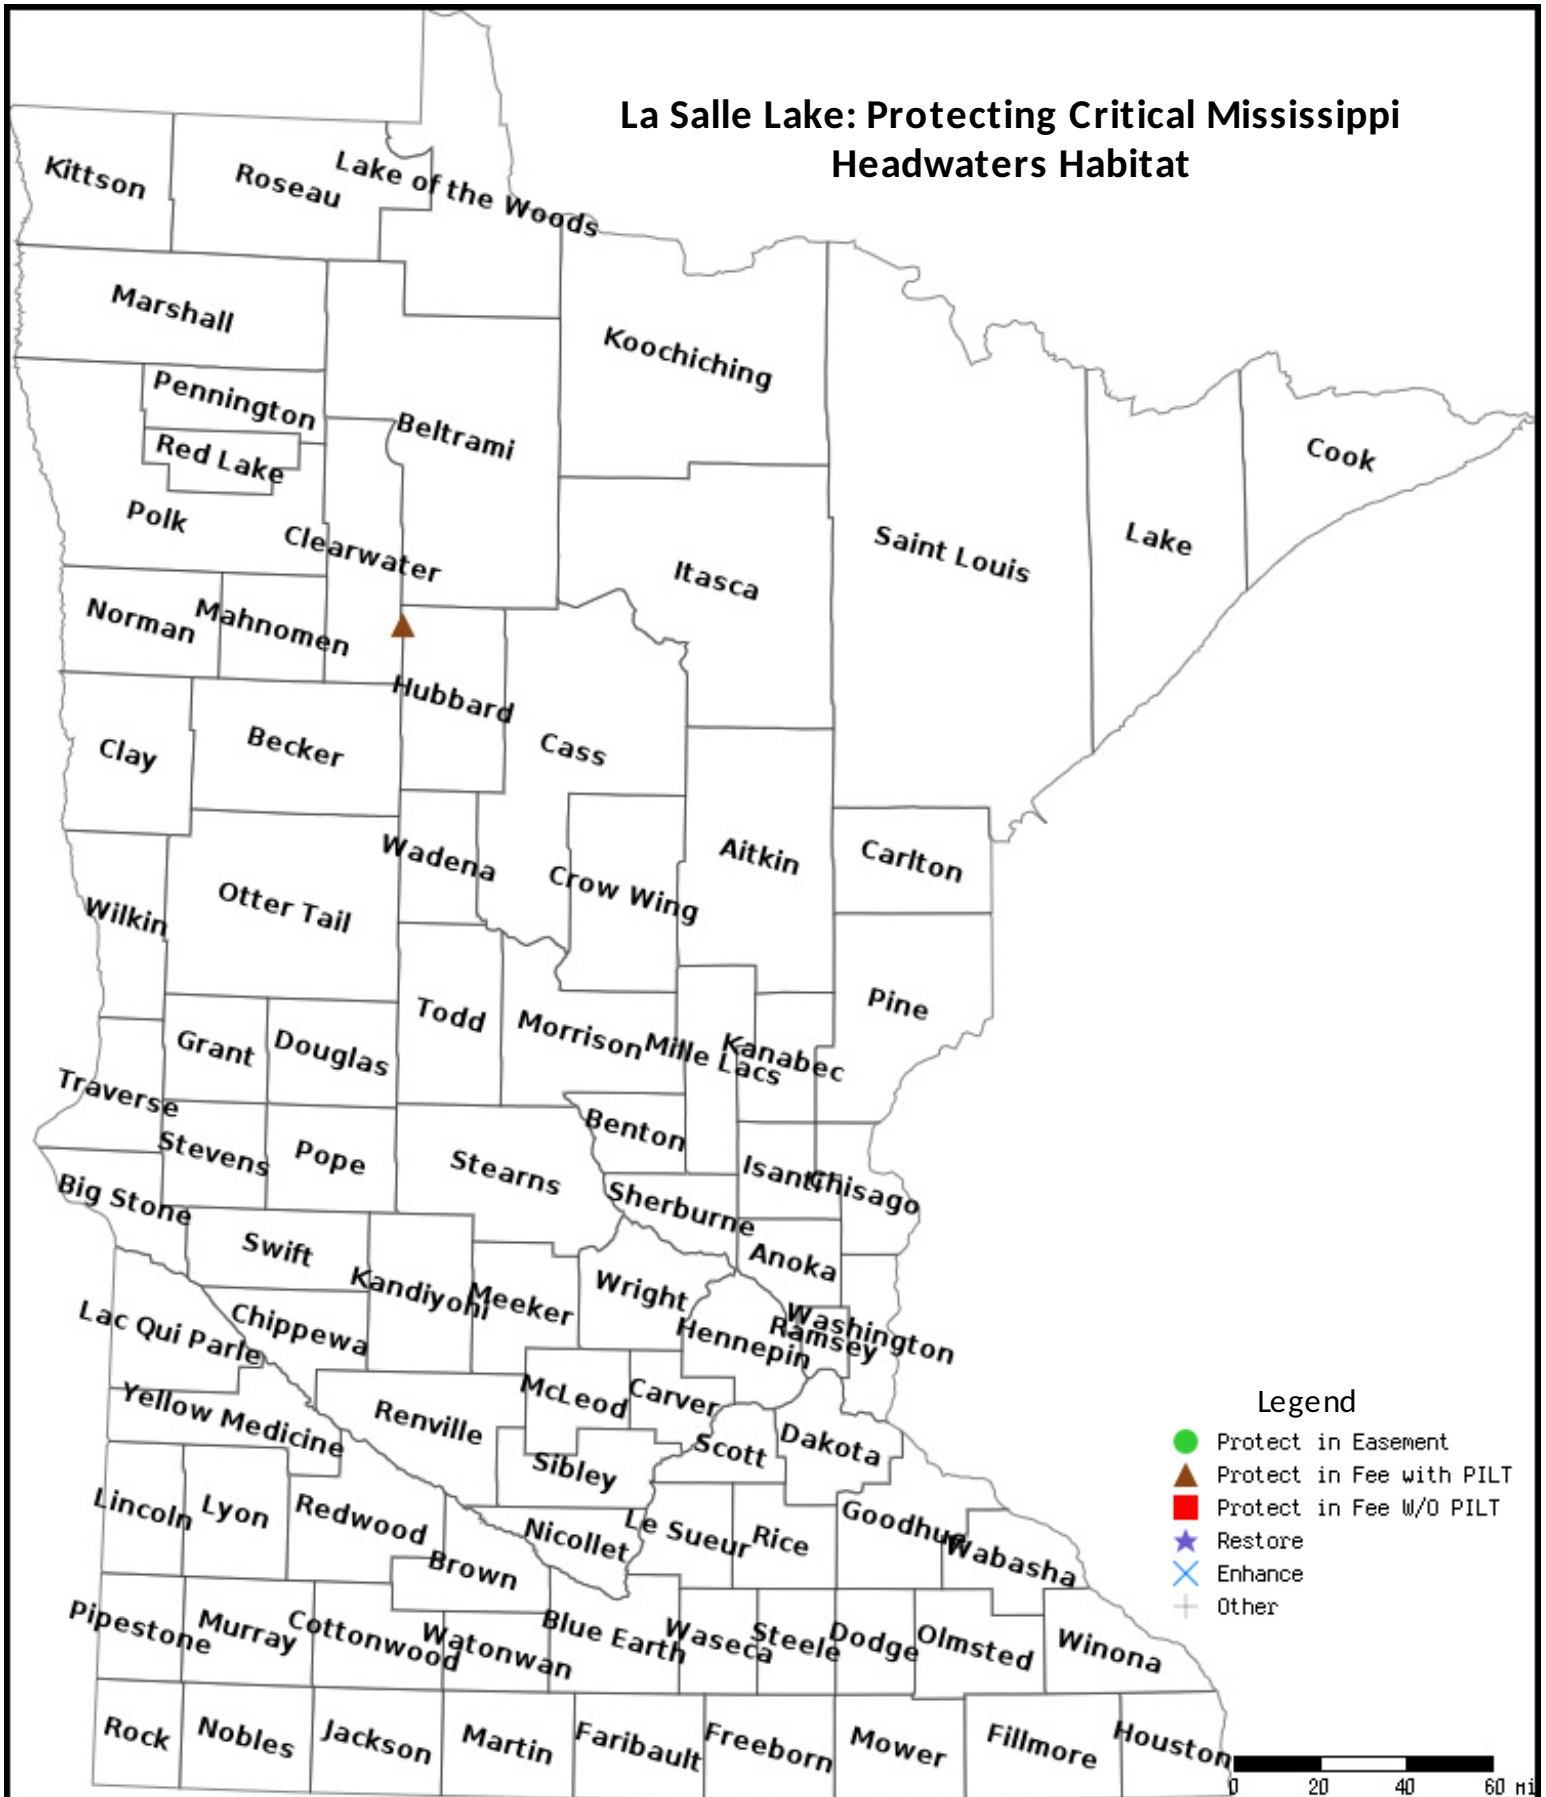 La Salle Lake: Protecting Critical Mississippi
Headwaters Habitat
Kittson
Roseau
Lake of the Woods
Marshall
Koochiching
Pennington
Beltrami
Red Lake
Cook
Polk
Clearwater
Saint Louis
Lake
Itasca
Norman
Mahnomen
Hubbard
Clay
Becker
Cass
Wadena
Aitkin
Carlton
Otter Tail
Crow Wing
Wilkin
Pine
Todd
Morrison
Mille Lacs
Kanabec
Grant
Douglas
Traverse
Benton
Stevens
Pope
Stearns
Isanti
Chisago
Big Stone
Sherburne
Swift
Anoka
Kandiyohi
Meeker
Wright
Washington
Ramsey
Hennepin
Lac Qui Parle
Chippewa
McLeod
Carver
Yellow Medicine
Renville
Scott
Dakota
Sibley
Lincoln
Lyon
Redwood
Nicollet
Le Sueur
Rice
Goodhue
Wabasha
Brown
Pipestone
Murray
Cottonwood
Watonwan
Blue Earth
Waseca
Steele
Dodge
Olmsted
Winona
Rock
Nobles
Jackson
Martin
Faribault
Freeborn
Mower
Fillmore
Houston
Legend
Protect in Easement
Protect in Fee with PILT
Protect in Fee W/O PILT
Restore
Enhance
Other
0 20 40 60 mi